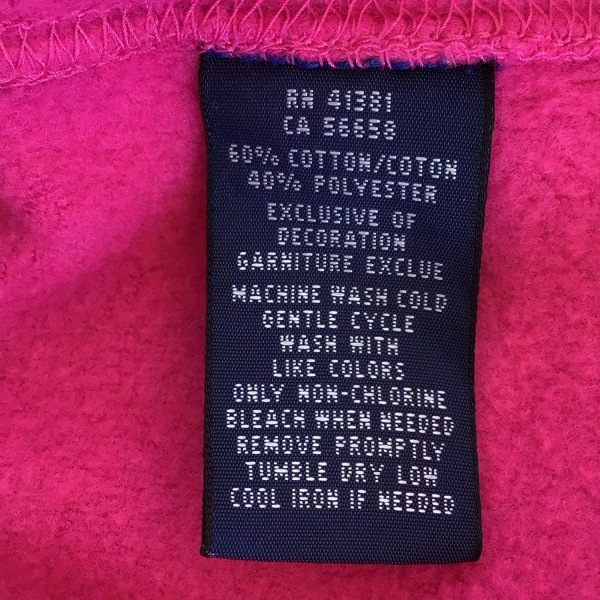 RN 41381
CA 56658
60% COTTON/COTON
40% POLYESTER
EXCLUSIVE OF
DECORATION
GARNITURE EXCLUE
MACHINE WASH COLD
GENTLE CYCLE
WASH WITH
LIKE COLORS
ONLY NON-CHLORINE
BLEACH WHEN NEEDED
REMOVE PROMPTLY
TUMBLE DRY LOW
COOL IRON IF NEEDED